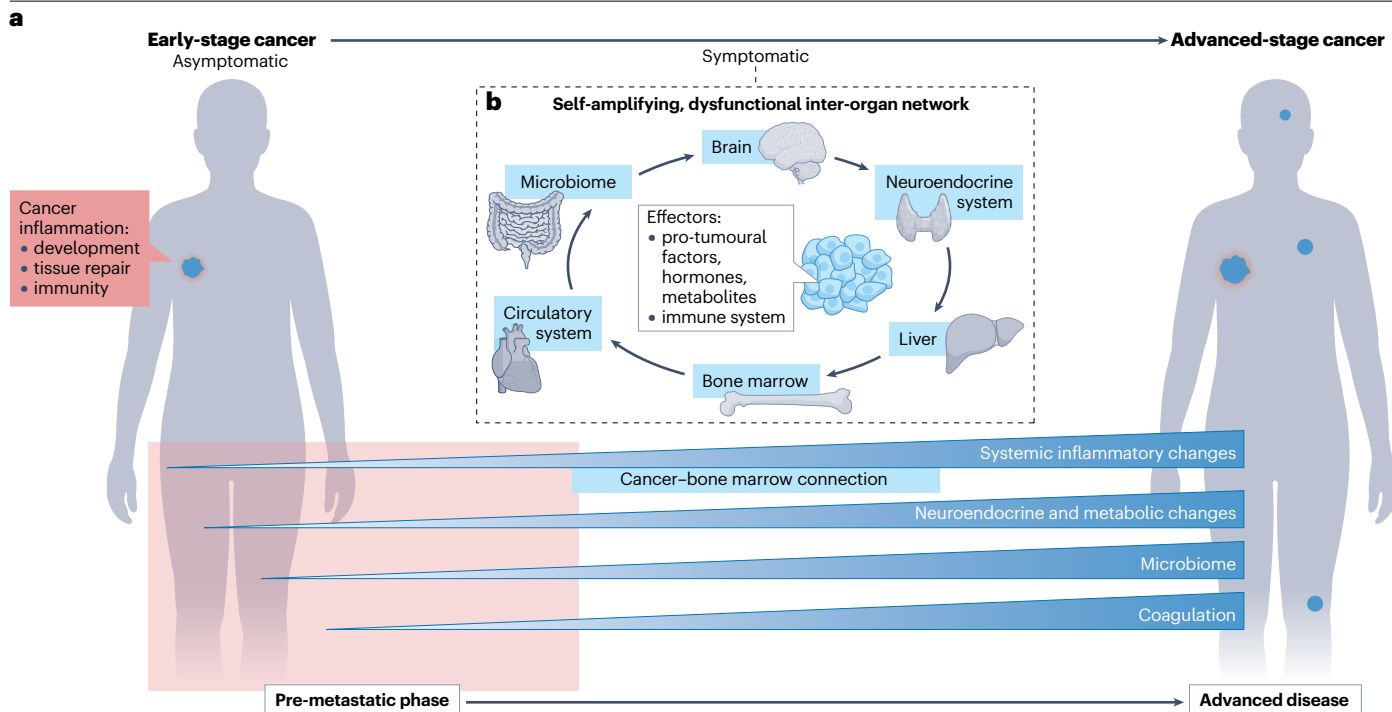 a
Early-stage cancer
Asymptomatic
Symptomatic
Advanced-stage cancer
Cancer
inflammation:
• development
• tissue repair
• immunity
b
Self-amplifying, dysfunctional inter-organ network
Brain
Neuroendocrine
system
Liver
Bone marrow
Circulatory
system
Microbiome
Effectors:
• pro-tumoural
factors,
hormones,
metabolites
• immune system
Systemic inflammatory changes
Cancer–bone marrow connection
Neuroendocrine and metabolic changes
Microbiome
Coagulation
Pre-metastatic phase
Advanced disease